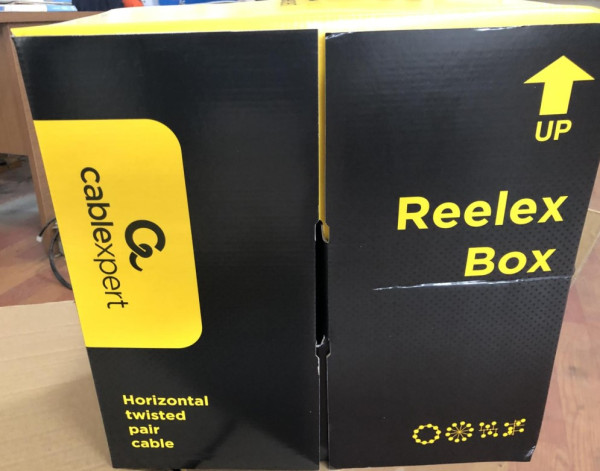 cablexpert
Horizontal
twisted
pair
cable
UP
Reelex
Box